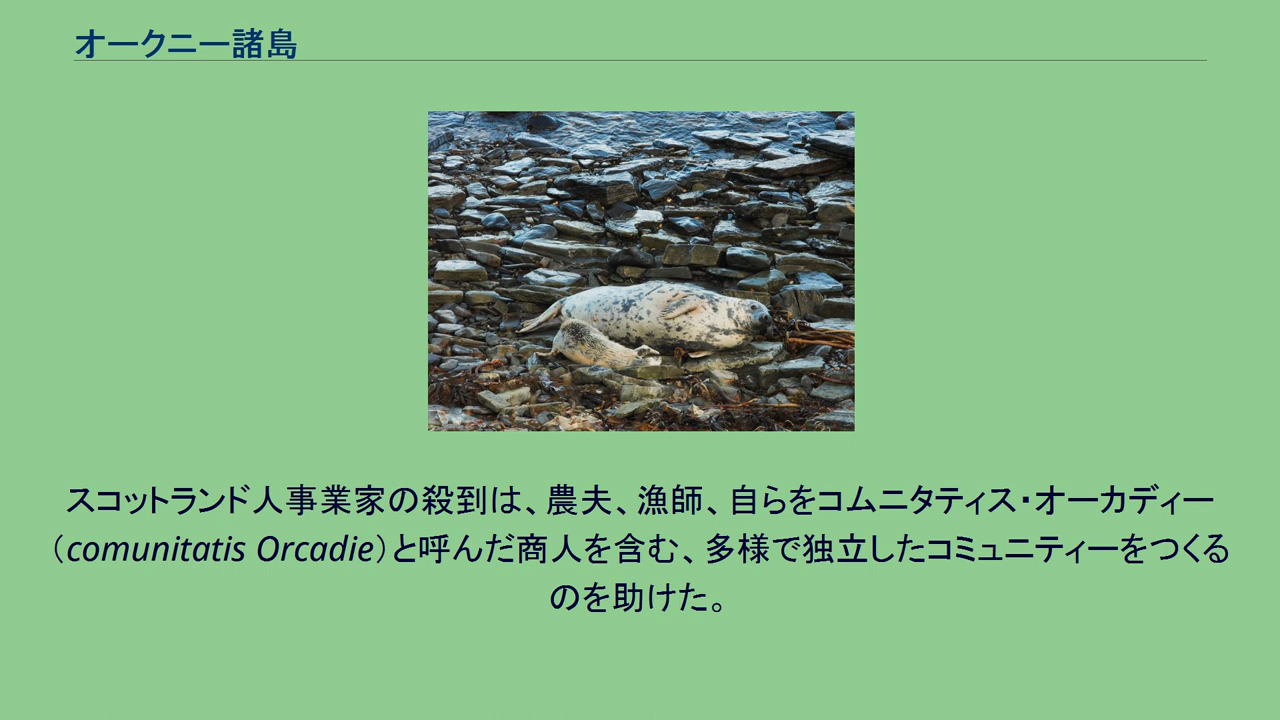 オークニー諸島
スコットランド人事業家の殺到は、農夫、漁師、自らをコムニタティス・オーカディー
（comunitatis Orcadie）と呼んだ商人を含む、多様で独立したコミュニティーをつくる
のを助けた。